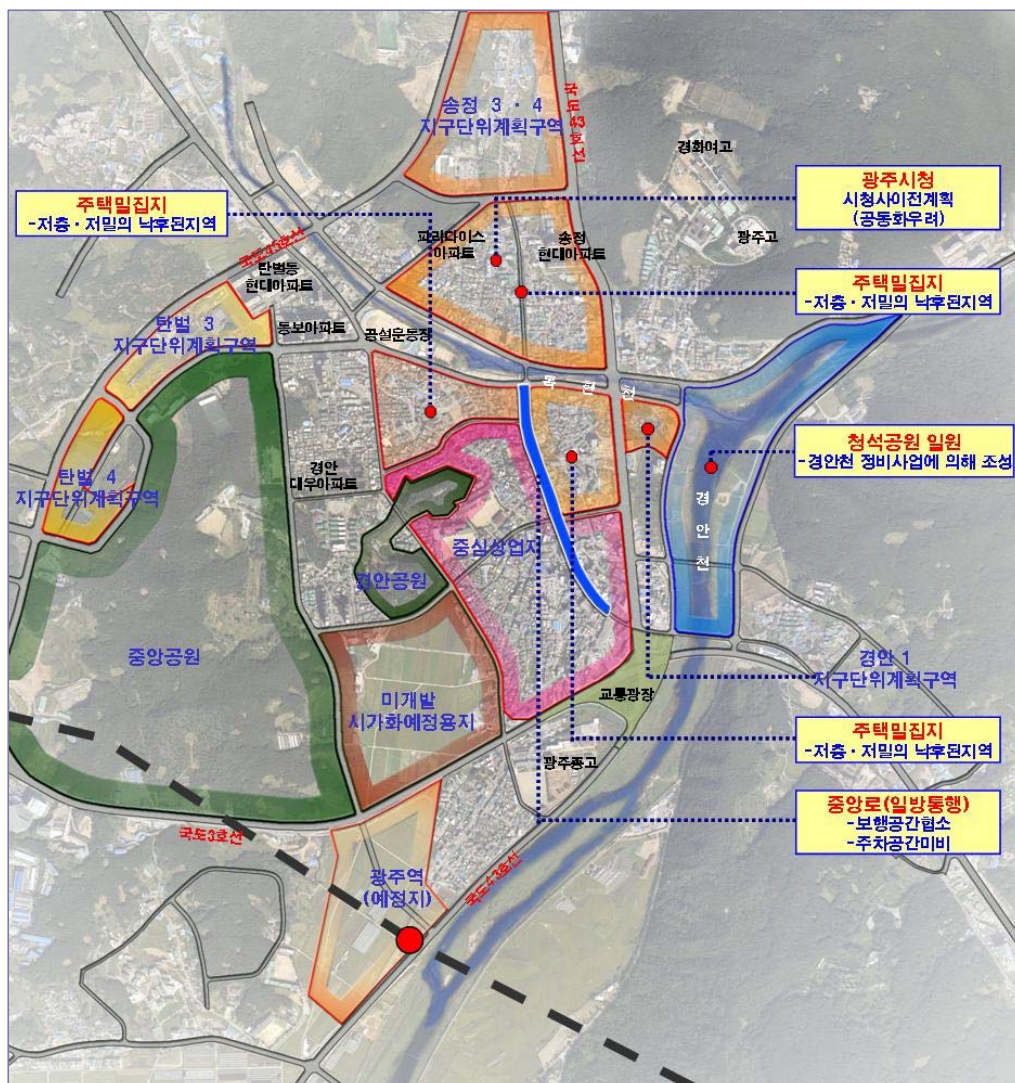 송정 3 · 4
지구단위계획구역
국도43호선
경화여고
광주시청
시청사이전계획
(공동화우려)
주택밀집지
-저층 · 저밀의 낙후된지역
파라다이스
아파트
송정
현대아파트
광주고
국도45호선
탄벌동
현대아파트
주택밀집지
-저층 · 저밀의 낙후된지역
탄벌 3
지구단위계획구역
동보아파트
공설운동장
목현천
청석공원 일원
-경안천 정비사업에 의해 조성
탄벌 4
지구단위계획구역
경안
대우아파트
경안천
중심상업지
경안공원
중앙공원
경안 1
지구단위계획구역
교통광장
미개발
시가화예정용지
주택밀집지
-저층 · 저밀의 낙후된지역
광주종고
중앙로(일방통행)
-보행공간협소
-주차공간미비
국도3호선
국도43호선
광주역
(예정지)